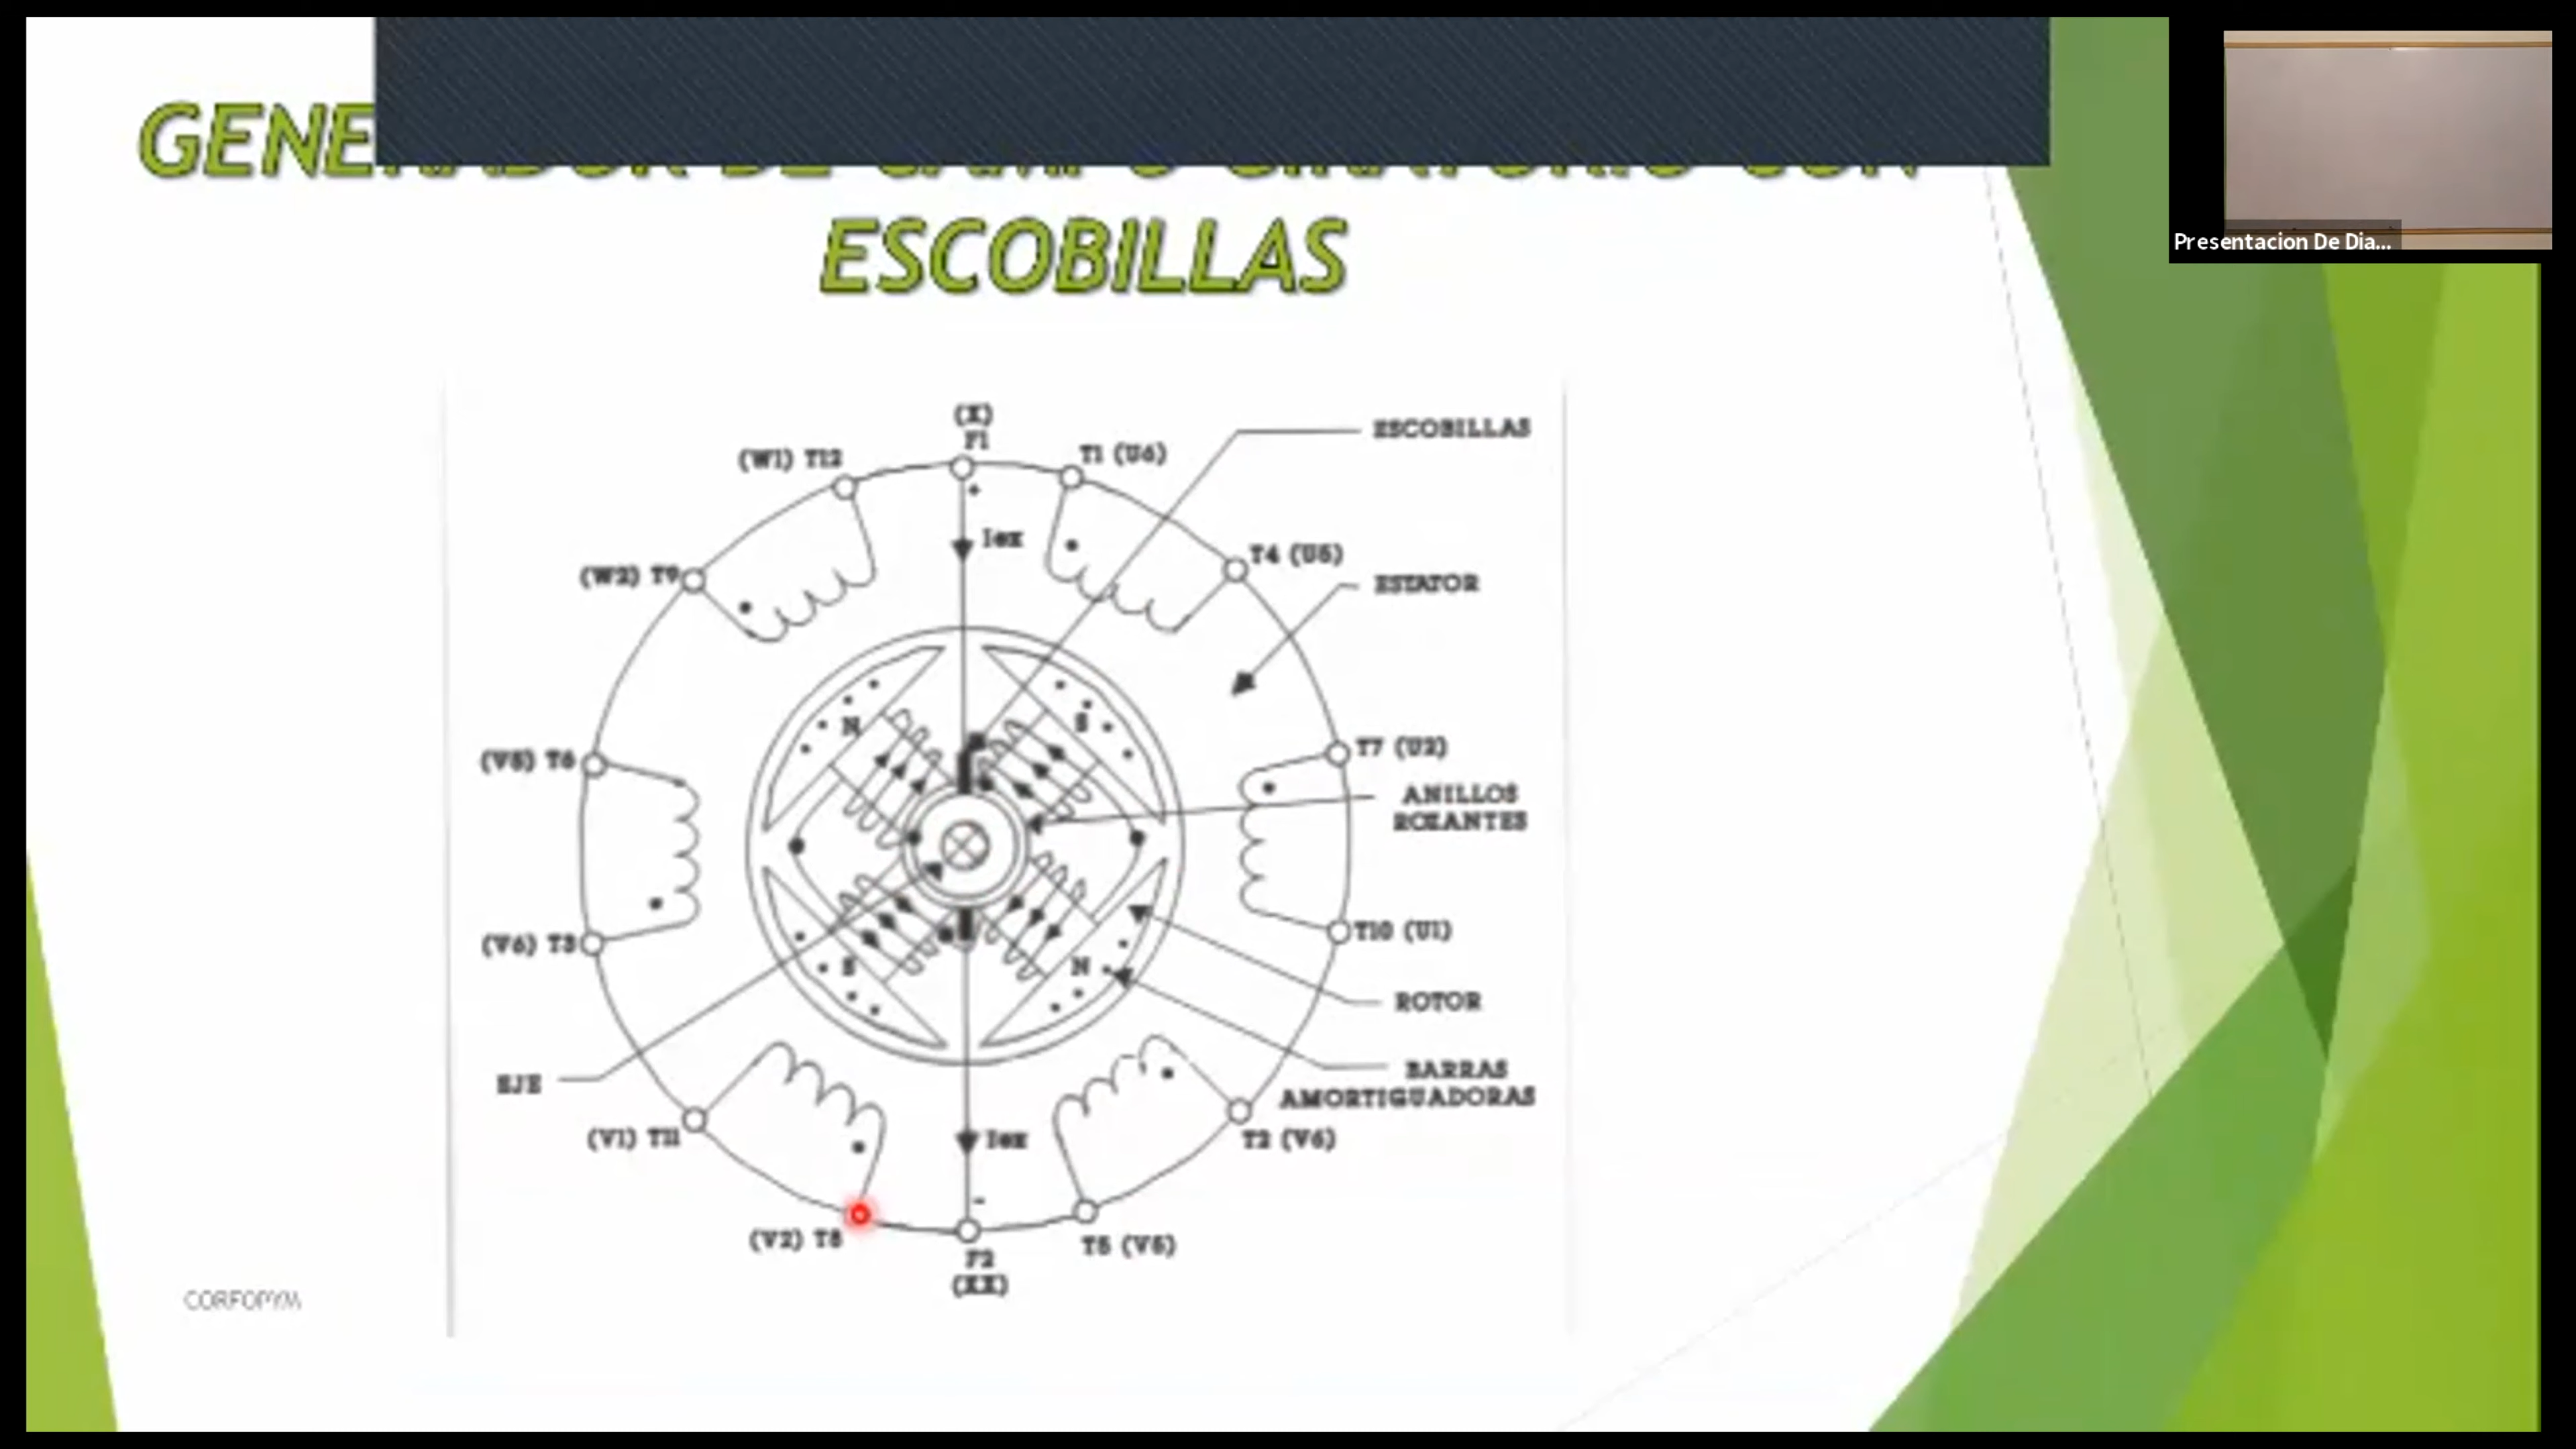 GENERADOR DE CAMPO GIRATORIO CON
ESCOBILLAS
Presentacion De Dia...
(X)
F1
(W1) T12
T1 (U6)
ESCOBILLAS
+
Iex
T4 (U5)
(W2) T9
ESTATOR
N
S
T7 (U2)
(V5) T6
ANILLOS
ROZANTES
T10 (U1)
(V6) T3
S
N
ROTOR
BARRAS
AMORTIGUADORAS
EJE
(V1) T11
Iex
T2 (V6)
-
(V2) T8
T5 (V5)
F2
(XX)
CORFOPYM